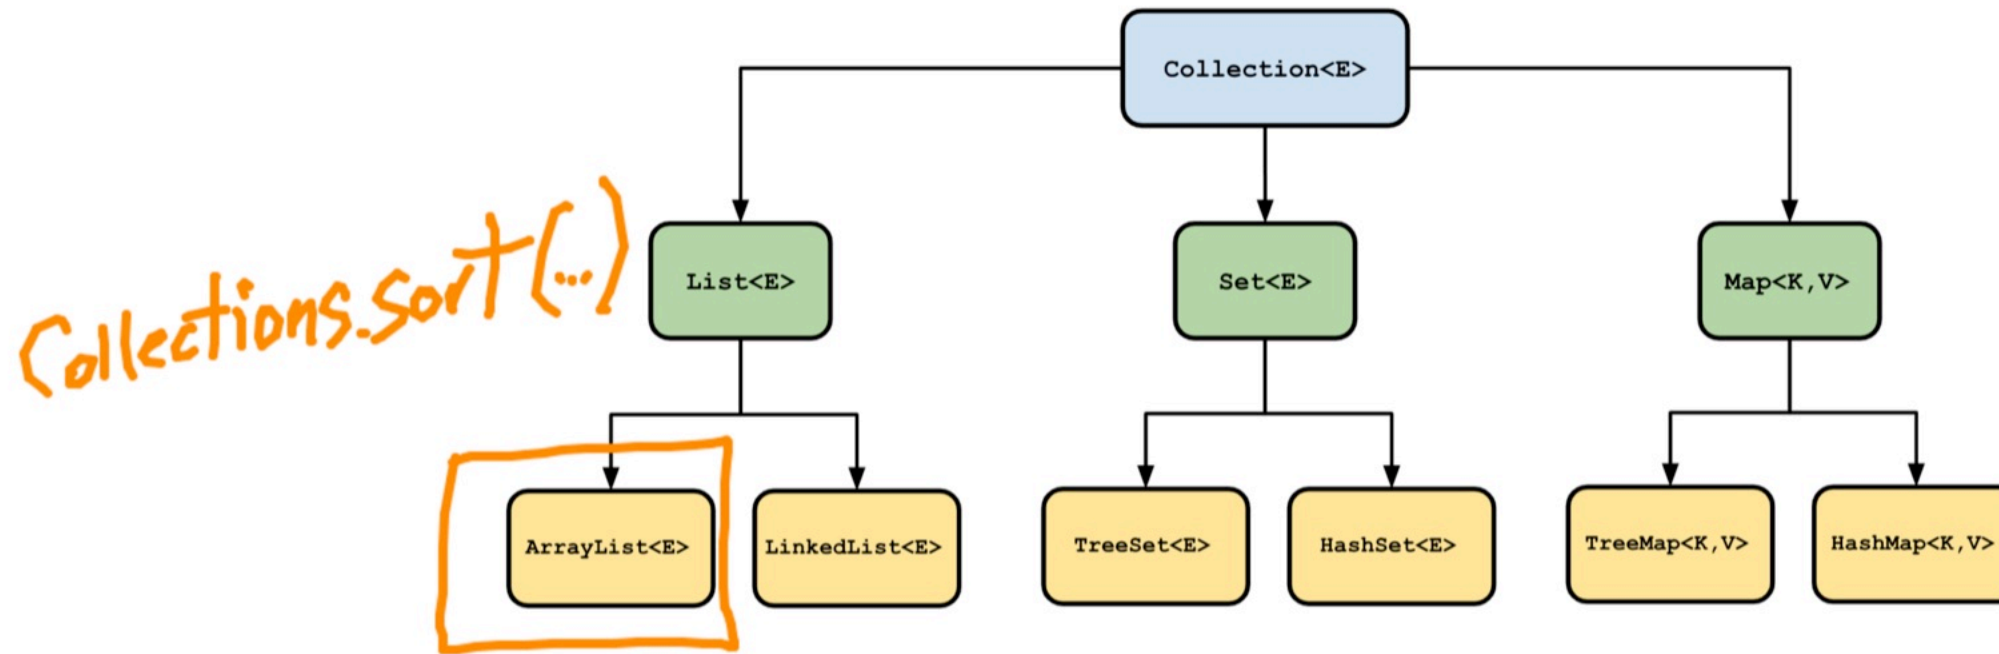 Collection<E>
Collections.sort(...)
List<E>
Set<E>
Map<K,V>
ArrayList<E>
LinkedList<E>
TreeSet<E>
HashSet<E>
TreeMap<K,V>
HashMap<K,V>